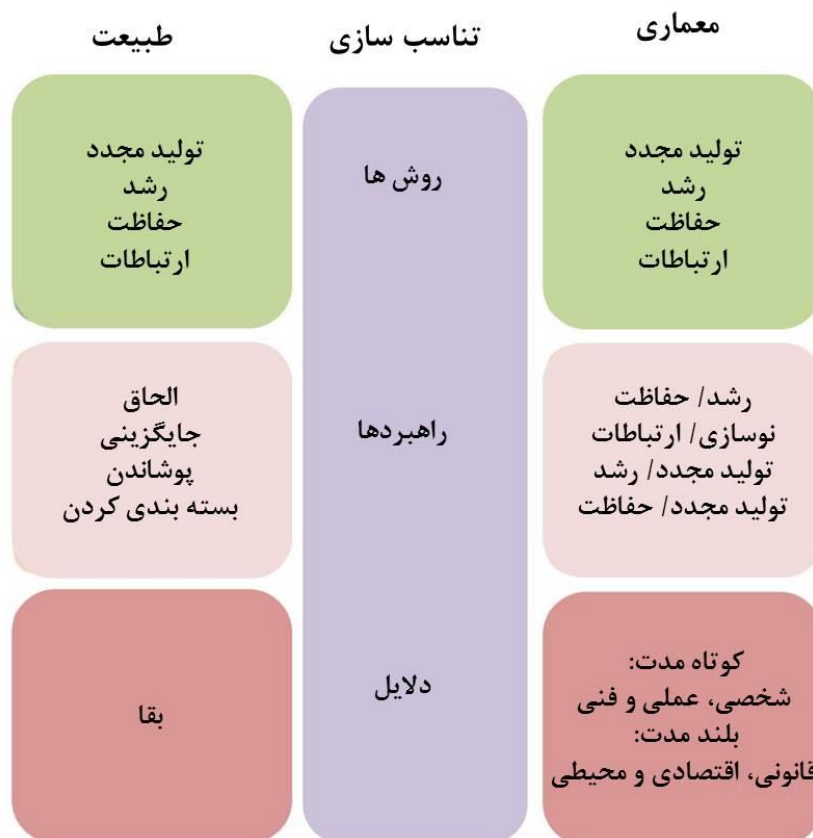 معماری
تناسب سازی
طبیعت
تولید مجدد
رشد
حفاظت
ارتباطات
روش ها
تولید مجدد
رشد
حفاظت
ارتباطات
رشد/ حفاظت
نوسازی/ ارتباطات
تولید مجدد/ رشد
تولید مجدد/ حفاظت
راهبردها
الحاق
جایگزینی
پوشاندن
بسته بندی کردن
کوتاه مدت:
شخصی، عملی و فنی
بلند مدت:
قانونی، اقتصادی و محیطی
دلایل
بقا